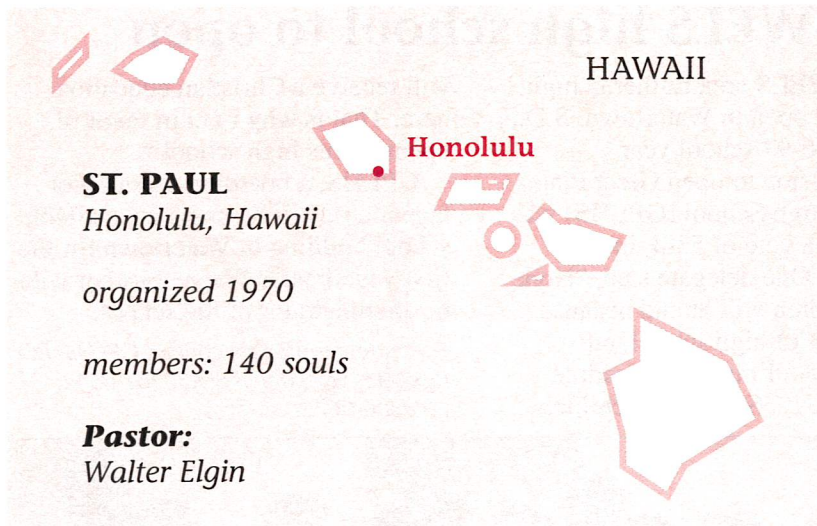 HAWAII
Honolulu
ST. PAUL
Honolulu, Hawaii
organized 1970
members: 140 souls
Pastor:
Walter Elgin